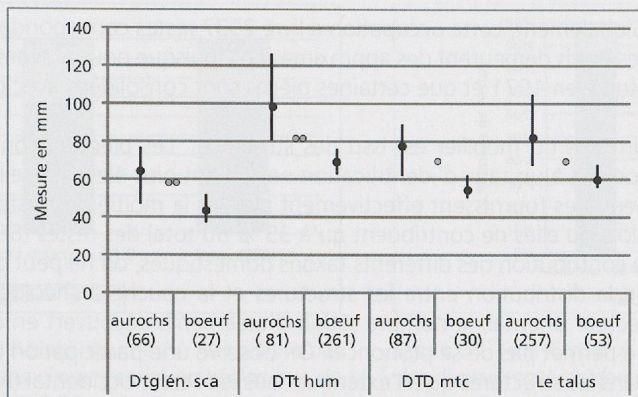 140
120
100
80
60
40
20
0
Mesure en mm
aurochs boeuf aurochs boeuf aurochs boeuf aurochs boeuf
(66) (27) ( 81) (261) (87) (30) (257) (53)
Dtglén. sca DTt hum DTD mtc Le talus